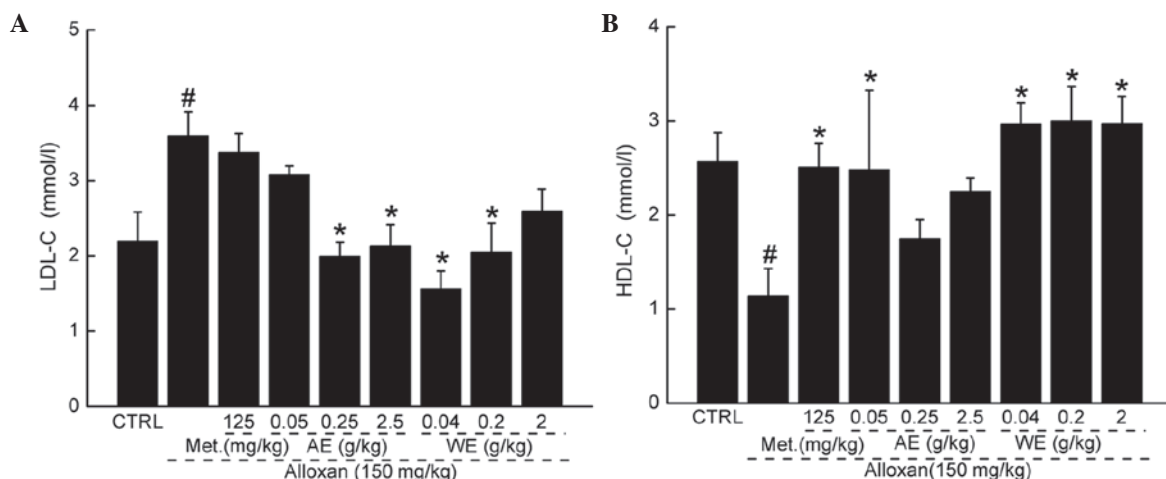 A
LDL-C (mmol/l)
5
4
3
2
1
0
#
*
*
*
*
CTRL 125 0.05 0.25 2.5 0.04 0.2 2
Met.(mg/kg) AE (g/kg) WE (g/kg)
Alloxan (150 mg/kg)
B
HDL-C (mmol/l)
4
3
2
1
0
#
*
*
*
*
*
CTRL 125 0.05 0.25 2.5 0.04 0.2 2
Met.(mg/kg) AE (g/kg) WE (g/kg)
Alloxan(150 mg/kg)